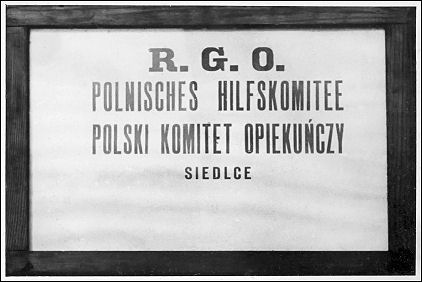 R. G. O.
POLNISCHES HILFSKOMITEE
POLSKI KOMITET OPIEKUŃCZY
SIEDLCE